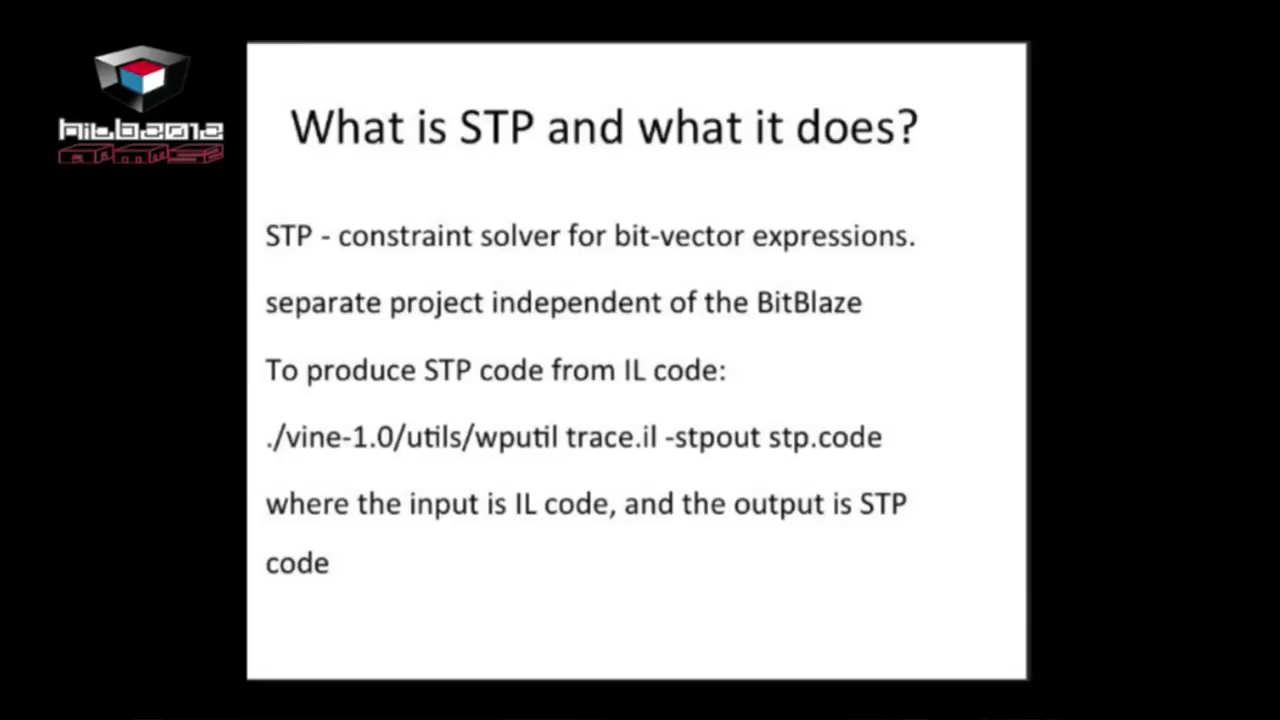 hitb2012
ams
What is STP and what it does?
STP - constraint solver for bit-vector expressions.
separate project independent of the BitBlaze
To produce STP code from IL code:
./vine-1.0/utils/wputil trace.il -stpout stp.code
where the input is IL code, and the output is STP
code